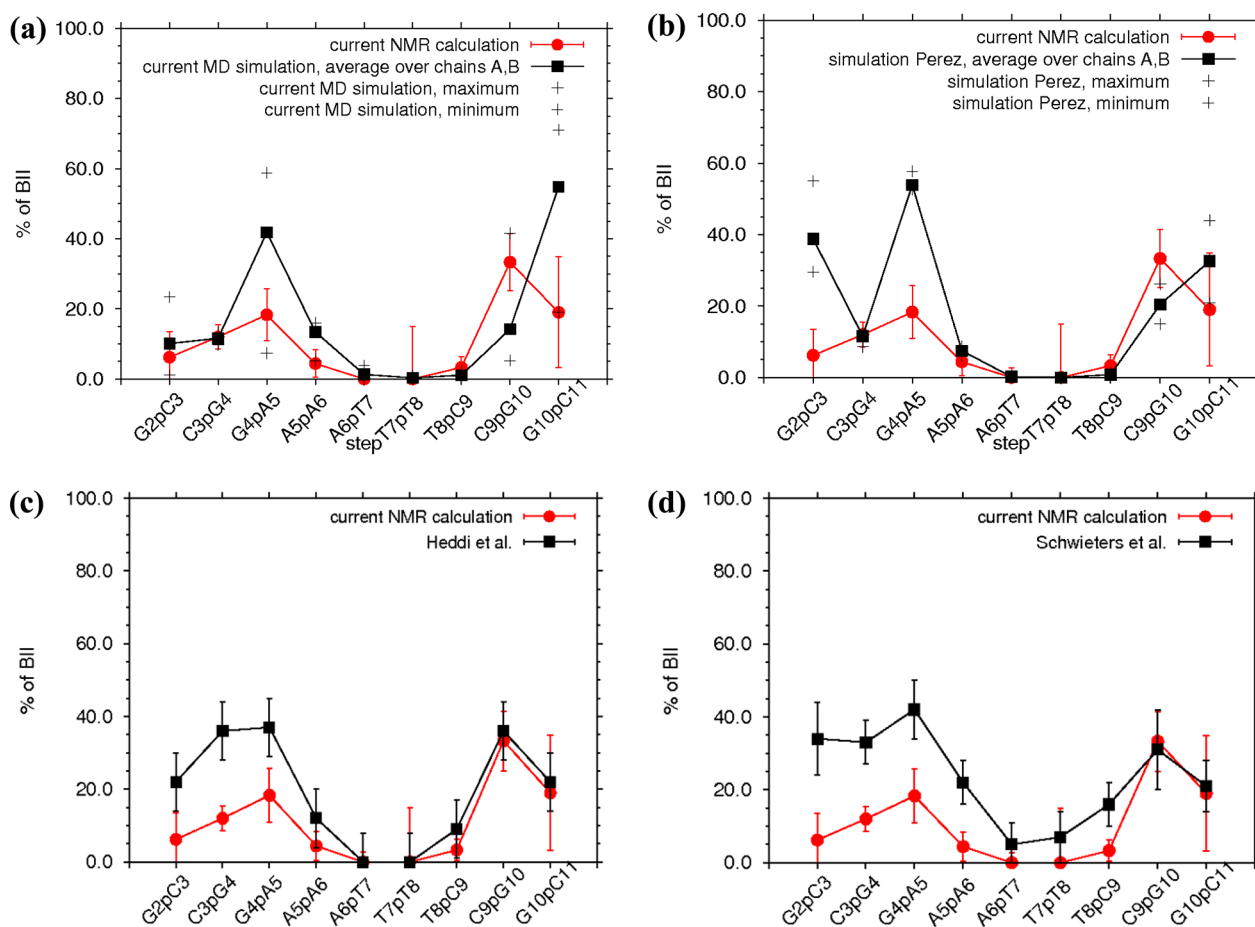 (a)
100.0
80.0
60.0
40.0
20.0
0.0
% of BII
current NMR calculation
current MD simulation, average over chains A,B
current MD simulation, maximum
current MD simulation, minimum
G2pC3
C3pG4
G4pA5
A5pA6
A6pT7
T7pT8
T8pC9
C9pG10
G10pC11
step
(b)
100.0
80.0
60.0
40.0
20.0
0.0
% of BII
current NMR calculation
simulation Perez, average over chains A,B
simulation Perez, maximum
simulation Perez, minimum
G2pC3
C3pG4
G4pA5
A5pA6
A6pT7
T7pT8
T8pC9
C9pG10
G10pC11
step
(c)
100.0
80.0
60.0
40.0
20.0
0.0
% of BII
current NMR calculation
Heddi et al.
G2pC3
C3pG4
G4pA5
A5pA6
A6pT7
T7pT8
T8pC9
C9pG10
G10pC11
(d)
100.0
80.0
60.0
40.0
20.0
0.0
% of BII
current NMR calculation
Schwieters et al.
G2pC3
C3pG4
G4pA5
A5pA6
A6pT7
T7pT8
T8pC9
C9pG10
G10pC11